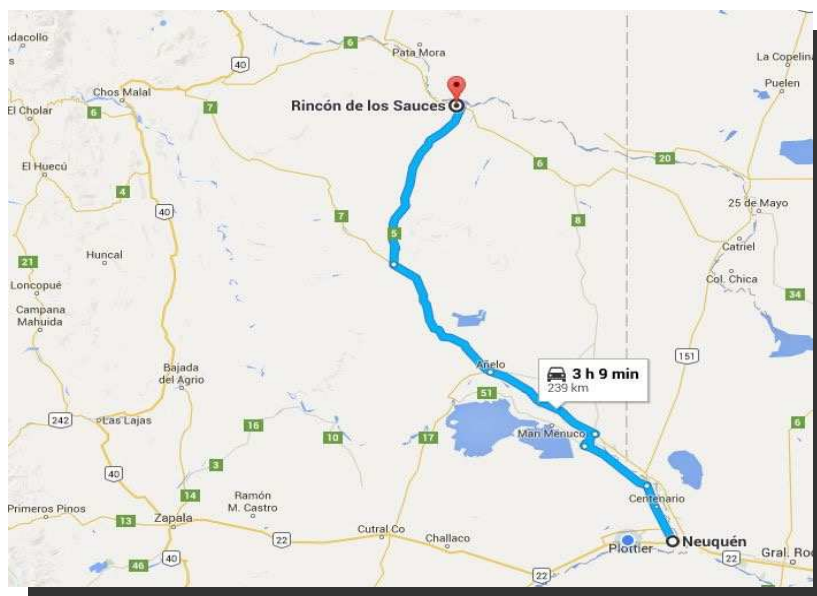 dacollo
s
6
Pata Mora
40
La Copelina
Puelen
Chos Malal
6
El Cholar
7
Rincón de los Sauces
El Huecú
4
6
20
40
7
8
25 de Mayo
5
Catriel
21
Huncal
Loncopué
Col. Chica
34
Campana
Mahuida
151
Bajada
del Agrio
Añelo
3 h 9 min
239 km
51
242
Las Lajas
16
10
17
Mari Menuco
6
3
40
14
Ramón
M. Castro
Centenario
Primeros Pinos
13
Zapala
22
Cutral Co
Challaco
Plottier
Neuquén
22
Gral. Roc
46
40
22